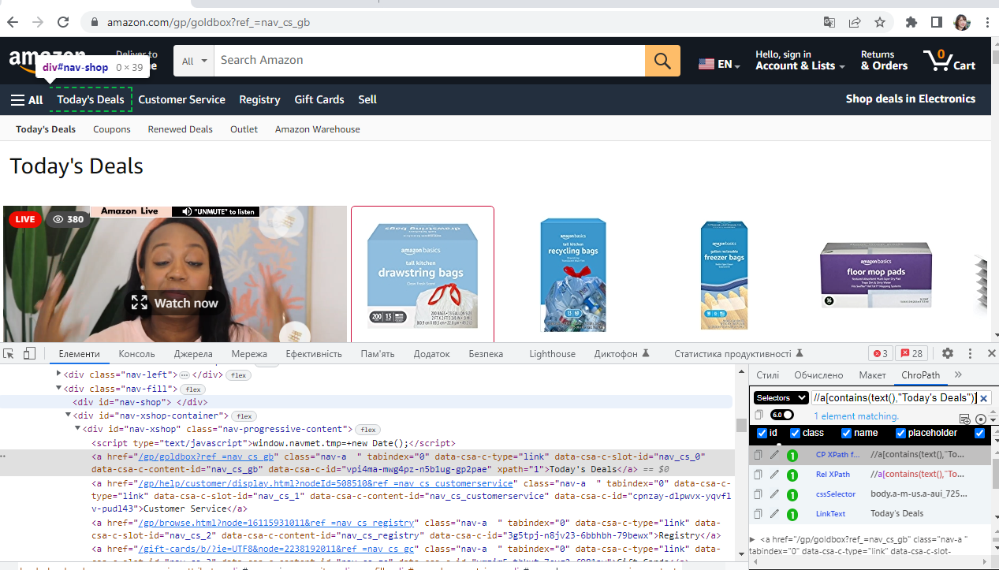 amazon.com/gp/goldbox?ref_=nav_cs_gb
amazon
Deliver to
div#nav-shop 0 × 39
All
Search Amazon
EN
Hello, sign in
Account & Lists
Returns
& Orders
0
Cart
All
Today's Deals
Customer Service
Registry
Gift Cards
Sell
Shop deals in Electronics
Today's Deals
Coupons
Renewed Deals
Outlet
Amazon Warehouse
Today's Deals
LIVE
380
Amazon Live
"UNMUTE" to listen
Watch now
amazon basics
tall kitchen
drawstring bags
200
13
amazon basics
tall kitchen
recycling bags
amazon basics
gallon reclosable
freezer bags
amazon basics
floor mop pads
Елементи
Консоль
Джерела
Мережа
Ефективність
Пам'ять
Додаток
Безпека
Lighthouse
Диктофон
Статистика продуктивності
3
28
<div class="nav-left"> … </div> flex
<div class="nav-fill"> flex
<div id="nav-shop"> </div>
<div id="nav-xshop-container"> flex
<div id="nav-xshop" class="nav-progressive-content"> flex
<script type="text/javascript">window.navmet.tmp=+new Date();</script>
<a href="/gp/goldbox?ref_=nav_cs_gb" class="nav-a  " tabindex="0" data-csa-c-type="link" data-csa-c-slot-id="nav_cs_0"
data-csa-c-content-id="nav_cs_gb" data-csa-c-id="vpi4ma-mwg4pz-n5b1ug-gp2pae" xpath="1">Today's Deals</a> == $0
<a href="/gp/help/customer/display.html?nodeId=508510&ref_=nav_cs_customerservice" class="nav-a  " tabindex="0" data-csa-c-
type="link" data-csa-c-slot-id="nav_cs_1" data-csa-c-content-id="nav_cs_customerservice" data-csa-c-id="cpnzay-dlpwvx-yqvfl
v-pud143">Customer Service</a>
<a href="/gp/browse.html?node=16115931011&ref_=nav_cs_registry" class="nav-a  " tabindex="0" data-csa-c-type="link" data-
csa-c-slot-id="nav_cs_2" data-csa-c-content-id="nav_cs_registry" data-csa-c-id="3g5tpj-n8jv23-6bbhbh-79bewx">Registry</a>
<a href="/gift-cards/b/?ie=UTF8&node=2238192011&ref_=nav_cs_gc" class="nav-a  " tabindex="0" data-csa-c-type="link" data-
Стилі
Обчислено
Макет
ChroPath
Selectors
//a[contains(text(),"Today's Deals")]
6.0
1 element matching.
id
class
name
placeholder
1 CP XPath f... //a[contains(text(),"To...
1 Rel XPath //a[contains(text(),"To...
1 cssSelector body.a-m-us.a-aui_725...
1 LinkText Today's Deals
<a href="/gp/goldbox?ref_=nav_cs_gb" class="nav-a "
tabindex="0" data-csa-c-type="link" data-csa-c-slot-